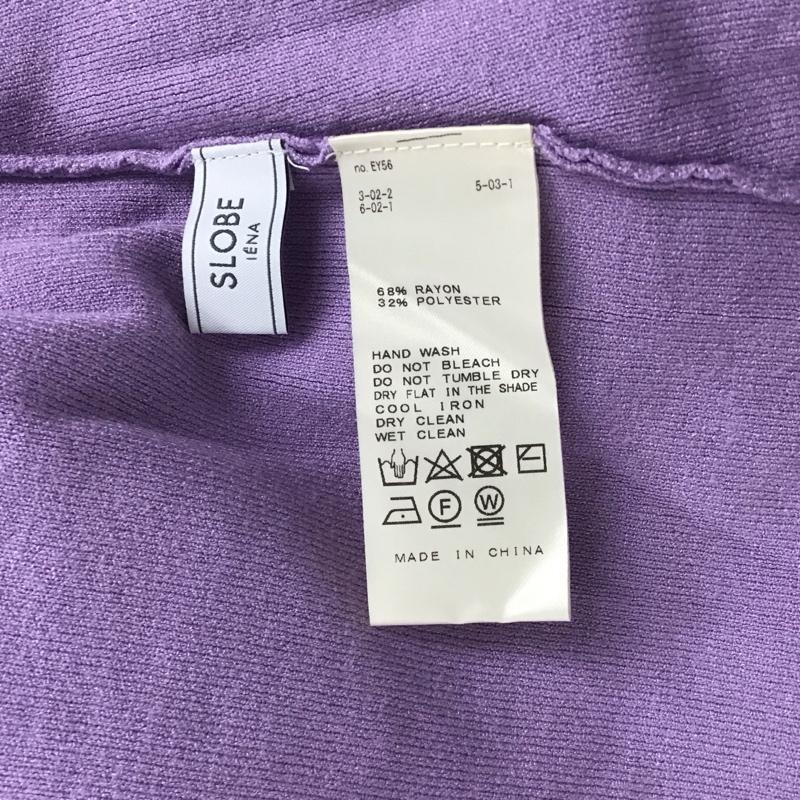 SLOBE
IÉNA
no. EY56
3-02-2 5-03-1
6-02-1
68% RAYON
32% POLYESTER
HAND WASH
DO NOT BLEACH
DO NOT TUMBLE DRY
DRY FLAT IN THE SHADE
COOL IRON
DRY CLEAN
WET CLEAN
F W
MADE IN CHINA